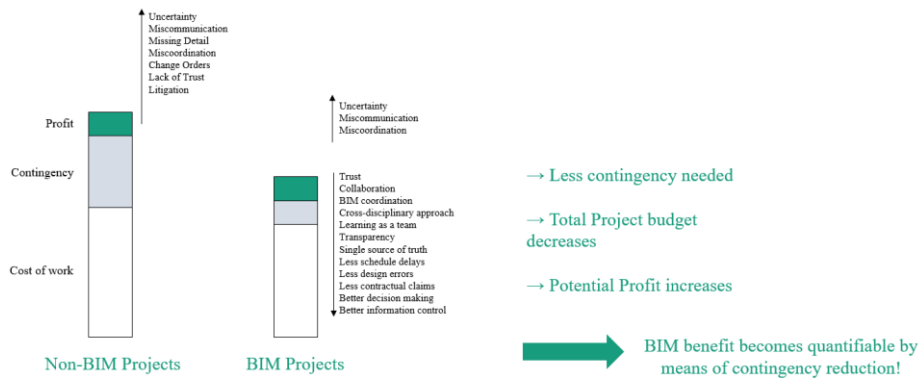 Uncertainty
Miscommunication
Missing Detail
Miscoordination
Change Orders
Lack of Trust
Litigation
Profit
Contingency
Cost of work
Non-BIM Projects
Uncertainty
Miscommunication
Miscoordination
Trust
Collaboration
BIM coordination
Cross-disciplinary approach
Learning as a team
Transparency
Single source of truth
Less schedule delays
Less design errors
Less contractual claims
Better decision making
Better information control
BIM Projects
→ Less contingency needed
→ Total Project budget
decreases
→ Potential Profit increases
BIM benefit becomes quantifiable by
means of contingency reduction!